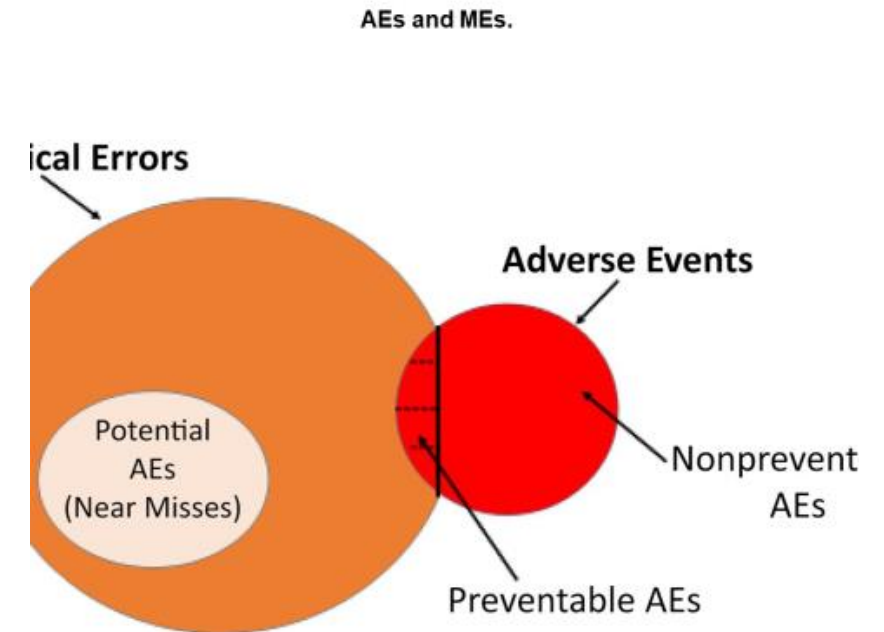 AEs and MEs.
ical Errors
Adverse Events
Potential
AEs
(Near Misses)
Nonprevent
AEs
Preventable AEs